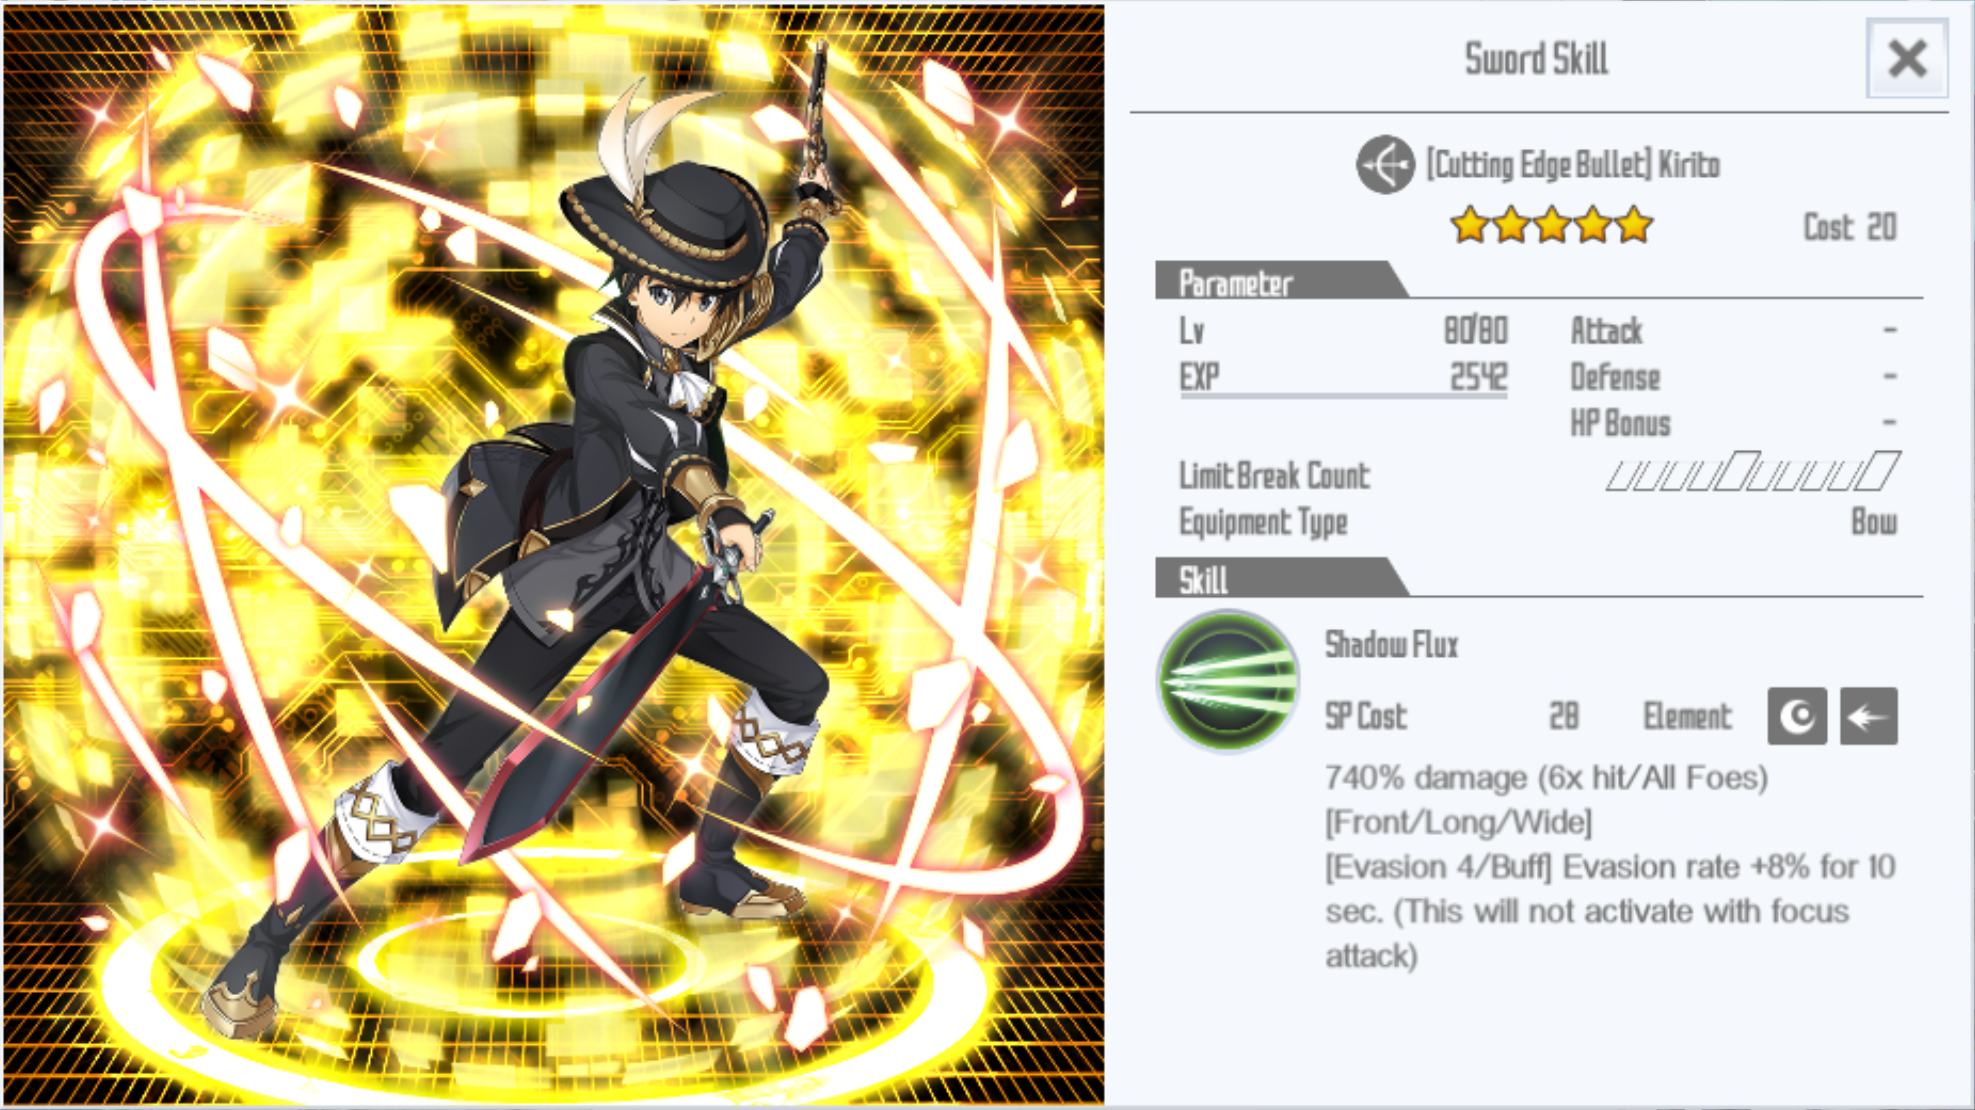 Sword Skill
[Cutting Edge Bullet] Kirito
Cost 20
Parameter
Lv 80/80 Attack -
EXP 2542 Defense -
HP Bonus -
Limit Break Count
Equipment Type Bow
Skill
Shadow Flux
SP Cost 28 Element
740% damage (6x hit/All Foes)
[Front/Long/Wide]
[Evasion 4/Buff] Evasion rate +8% for 10
sec. (This will not activate with focus
attack)